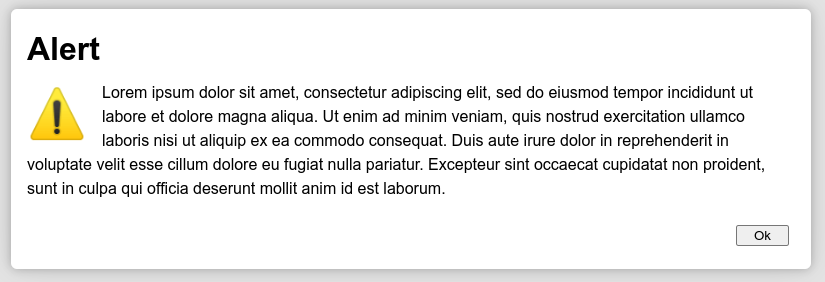 Alert
Lorem ipsum dolor sit amet, consectetur adipiscing elit, sed do eiusmod tempor incididunt ut
labore et dolore magna aliqua. Ut enim ad minim veniam, quis nostrud exercitation ullamco
laboris nisi ut aliquip ex ea commodo consequat. Duis aute irure dolor in reprehenderit in
voluptate velit esse cillum dolore eu fugiat nulla pariatur. Excepteur sint occaecat cupidatat non proident,
sunt in culpa qui officia deserunt mollit anim id est laborum.
Ok